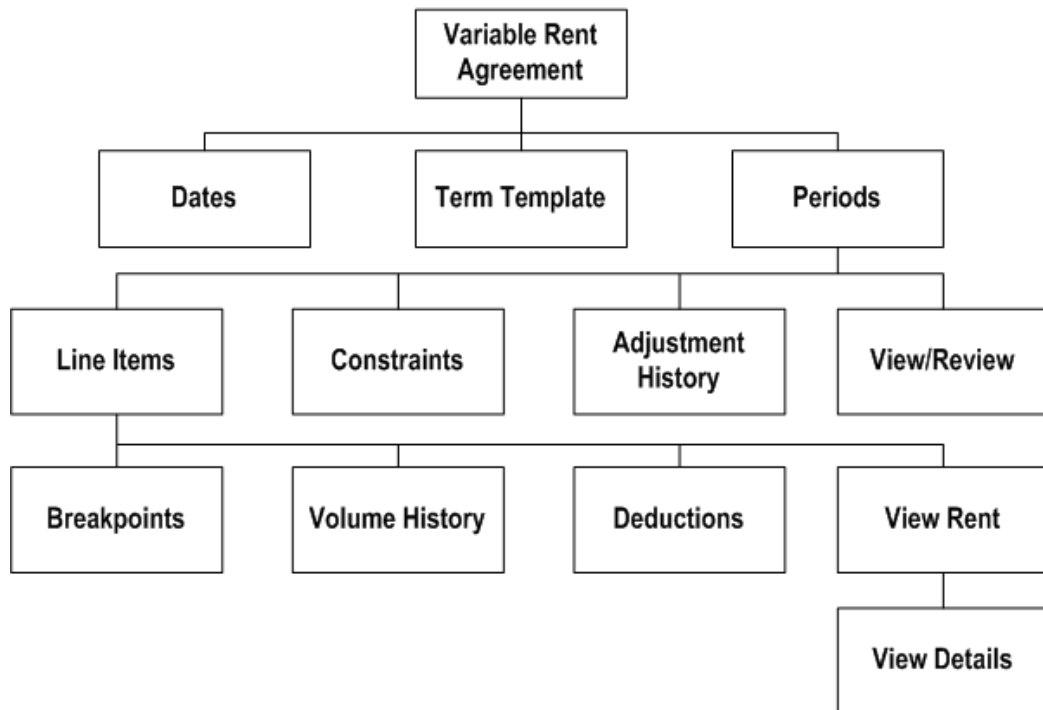 Variable Rent
Agreement
Dates
Term Template
Periods
Line Items
Constraints
Adjustment
History
View/Review
Breakpoints
Volume History
Deductions
View Rent
View Details